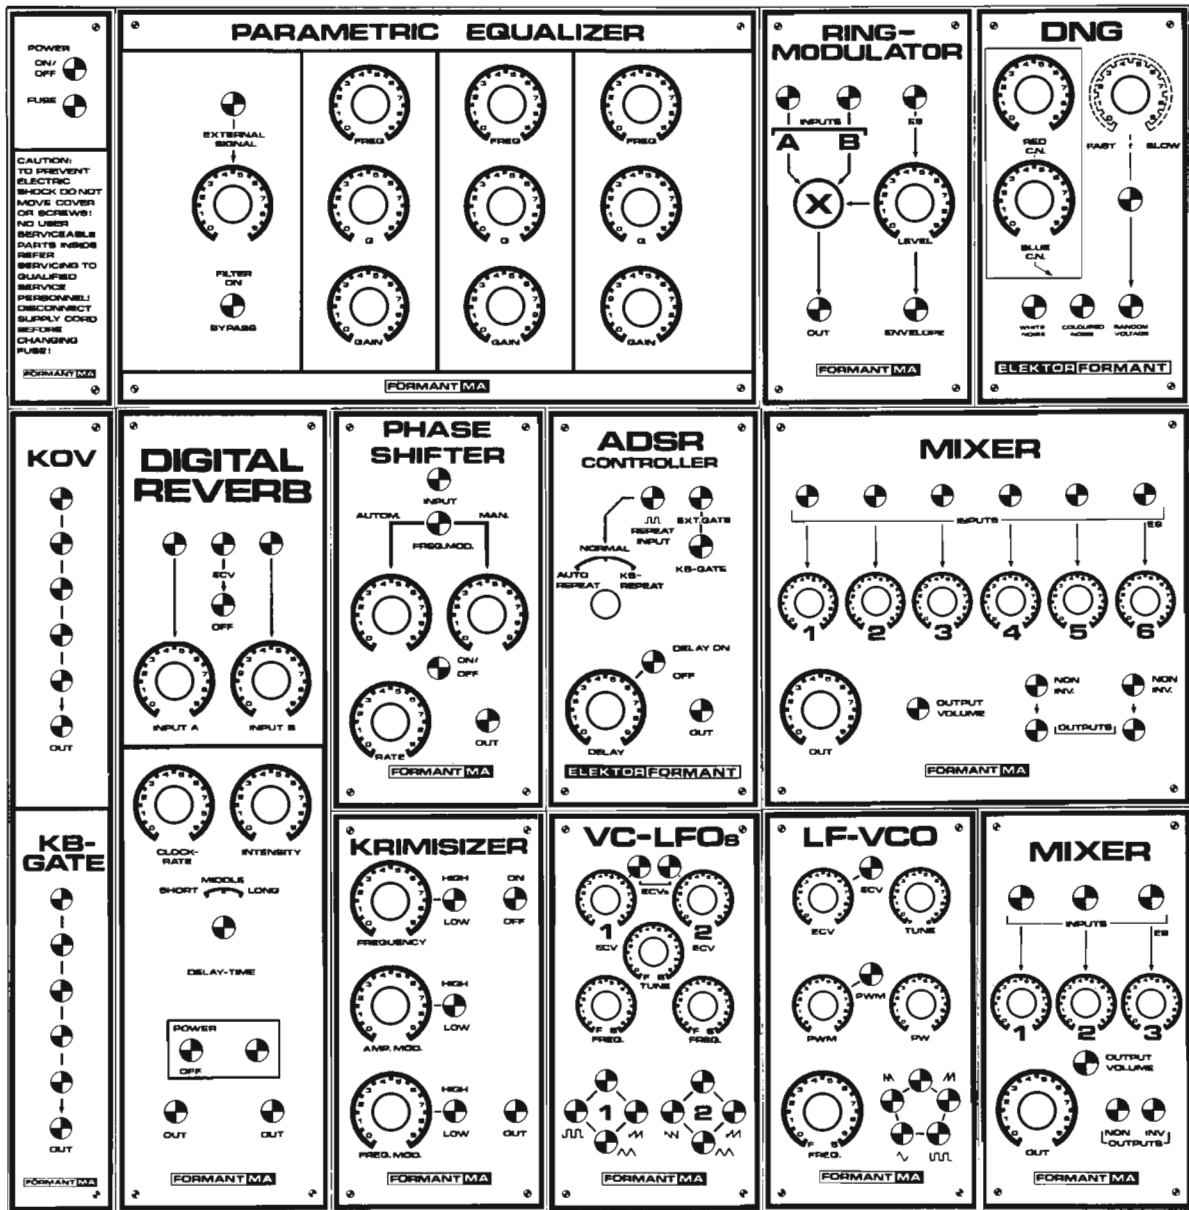 POWER
ON/
OFF
FUSE
CAUTION:
TO PREVENT
ELECTRIC
SHOCK DO NOT
MOVE COVER
OR SCREWS!
NO USER
SERVICEABLE
PARTS INSIDE
REFER
SERVICING TO
QUALIFIED
SERVICE
PERSONNEL!
DISCONNECT
SUPPLY CORD
BEFORE
CHANGING
FUSE!
FORMANT MA
PARAMETRIC EQUALIZER
EXTERNAL
SIGNAL
FILTER
ON
BYPASS
FREQ
Q
GAIN
FREQ
Q
GAIN
FREQ
Q
GAIN
FORMANT MA
RING-
MODULATOR
INPUTS
ES
A B
X
LEVEL
OUT
ENVELOPE
FORMANT MA
DNG
RED
C.N.
FAST SLOW
BLUE
C.N.
WHITE
NOISE
COLOURED
NOISE
RANDOM
VOLTAGE
ELEKTOR FORMANT
KOV
OUT
DIGITAL
REVERB
ECV
OFF
INPUT A
INPUT B
CLOCK-
RATE
INTENSITY
MIDDLE
SHORT LONG
DELAY-TIME
POWER
OFF
OUT
OUT
FORMANT MA
PHASE
SHIFTER
INPUT
AUTOM. MAN.
FREQ.MOD.
ON/
OFF
RATE
OUT
FORMANT MA
ADSR
CONTROLLER
REPEAT
INPUT
EXT.GATE
KB-GATE
NORMAL
AUTO
REPEAT
KB-
REPEAT
DELAY ON
OFF
DELAY
OUT
ELEKTOR FORMANT
MIXER
INPUTS
ES
1 2 3 4 5 6
OUT
OUTPUT
VOLUME
NON
INV.
NON
INV.
OUTPUTS
FORMANT MA
KB-
GATE
OUT
FORMANT MA
KRIMISIZER
HIGH
LOW
ON
OFF
FREQUENCY
HIGH
LOW
AMP. MOD.
HIGH
LOW
FREQ. MOD.
OUT
FORMANT MA
VC-LFOs
ECVs
1
ECV
2
ECV
TUNE
FREQ.
FREQ.
1
2
FORMANT MA
LF-VCO
ECV
ECV
TUNE
PWM
PWM
PW
FREQ.
FORMANT MA
MIXER
INPUTS
ES
1 2 3
OUTPUT
VOLUME
OUT
NON INV
OUTPUTS
FORMANT MA